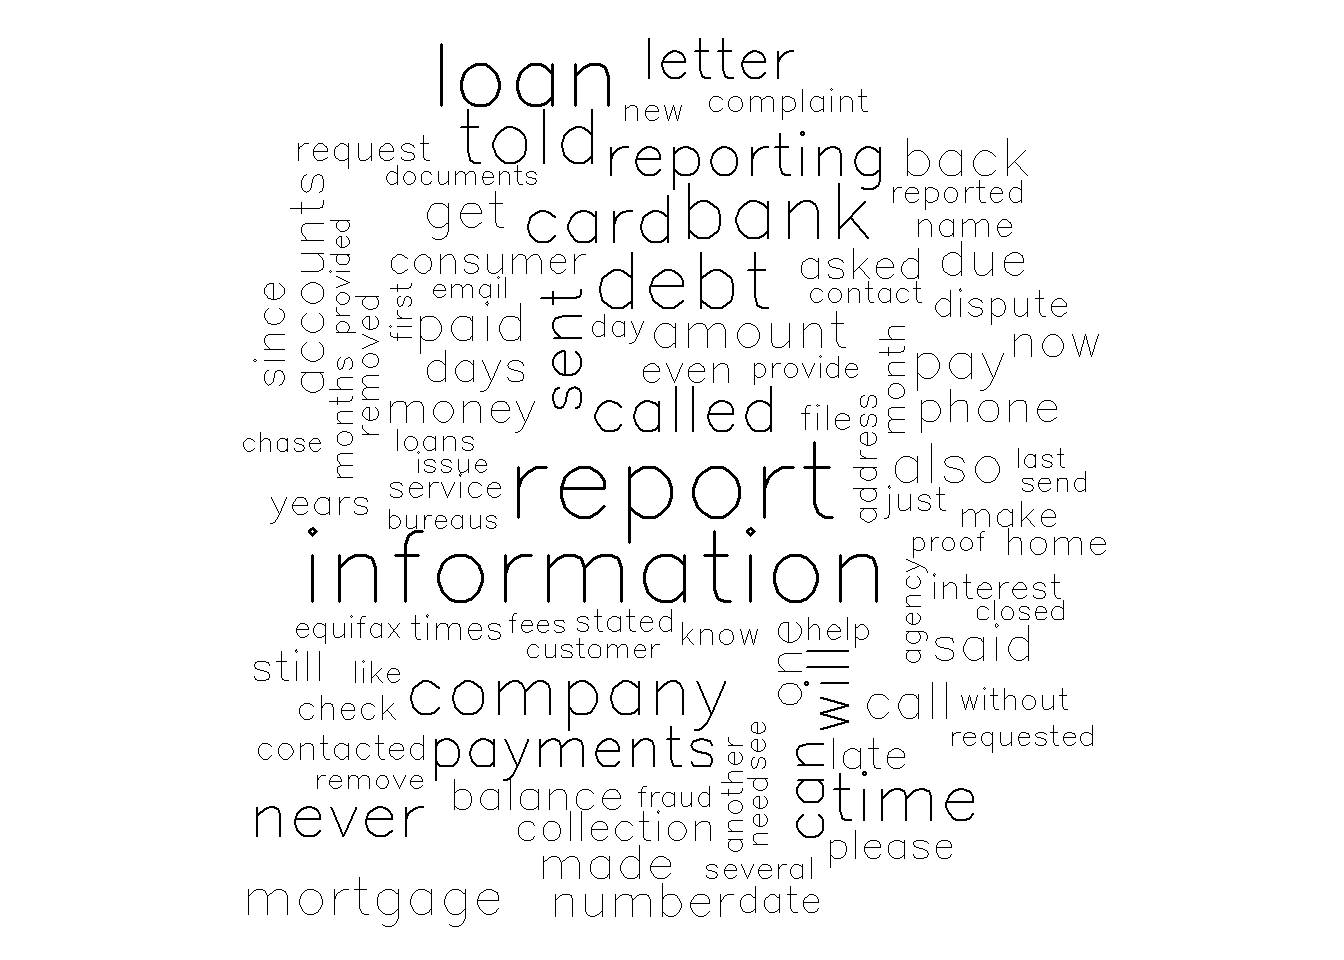 loan
letter
new
complaint
told
request
reporting
back
documents
reported
accounts
get
card
bank
name
provided
consumer
debt
asked
due
since
first
email
sent
contact
dispute
removed
paid
day
amount
month
now
months
days
even
provide
pay
money
called
file
address
phone
chase
loans
report
also
last
issue
service
send
years
bureaus
just
make
information
proof
home
agency
interest
closed
equifax
times
fees
stated
know
one
help
customer
said
still
like
will
company
check
call
without
contacted
payments
another
see
can
late
requested
remove
need
balance
fraud
time
never
collection
please
made
several
mortgage
number
date